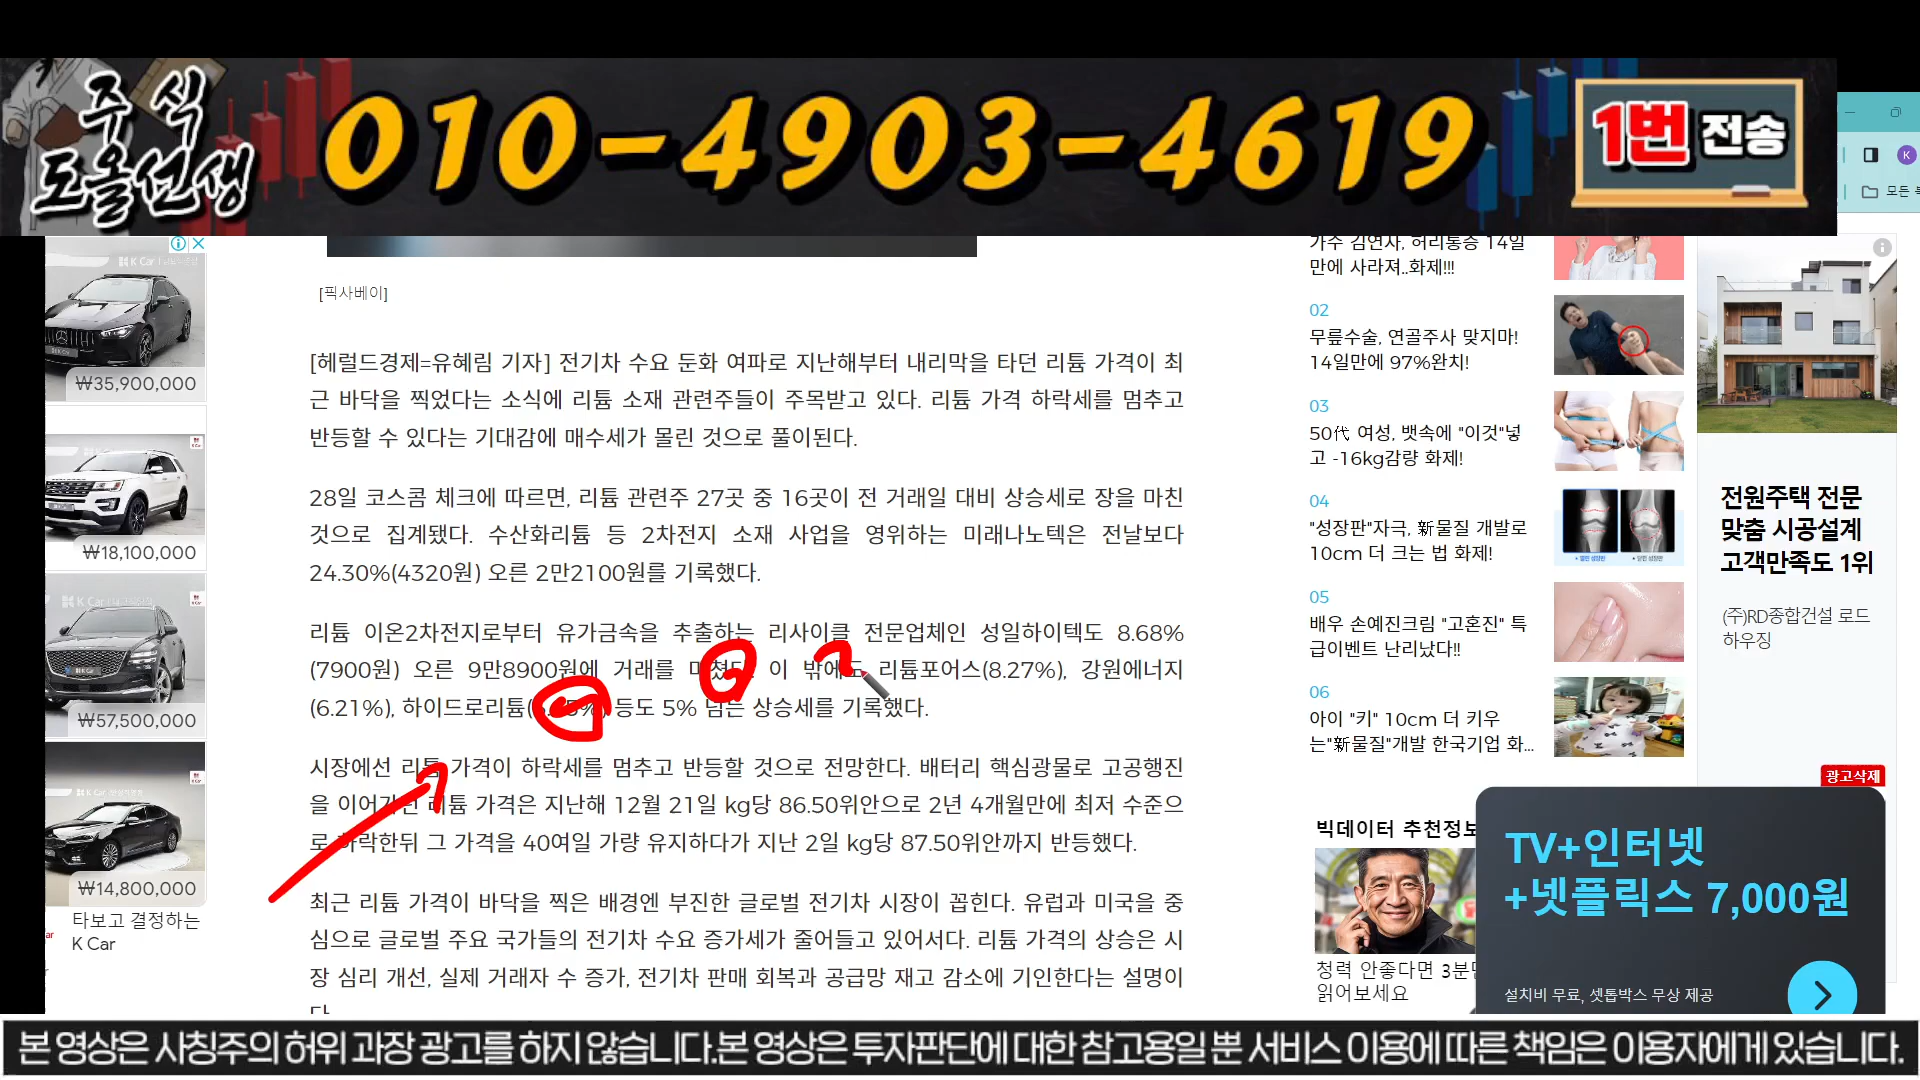 주식
도올선생
010-4903-4619
1번 전송
K
모든
[픽사베이]
[헤럴드경제=유혜림 기자] 전기차 수요 둔화 여파로 지난해부터 내리막을 타던 리튬 가격이 최
근 바닥을 찍었다는 소식에 리튬 소재 관련주들이 주목받고 있다. 리튬 가격 하락세를 멈추고
반등할 수 있다는 기대감에 매수세가 몰린 것으로 풀이된다.
28일 코스콤 체크에 따르면, 리튬 관련주 27곳 중 16곳이 전 거래일 대비 상승세로 장을 마친
것으로 집계됐다. 수산화리튬 등 2차전지 소재 사업을 영위하는 미래나노텍은 전날보다
24.30%(4320원) 오른 2만2100원를 기록했다.
리튬 이온2차전지로부터 유가금속을 추출하는 리사이클 전문업체인 성일하이텍도 8.68%
(7900원) 오른 9만8900원에 거래를 이 밖에도 리튬포어스(8.27%), 강원에너지
(6.21%), 하이드로리튬( 등도 5% 넘는 상승세를 기록했다.
시장에선 리튬 가격이 하락세를 멈추고 반등할 것으로 전망한다. 배터리 핵심광물로 고공행진
을 리튬 가격은 지난해 12월 21일 kg당 86.50위안으로 2년 4개월만에 최저 수준으
로 하락한뒤 그 가격을 40여일 가량 유지하다가 지난 2일 kg당 87.50위안까지 반등했다.
최근 리튬 가격이 바닥을 찍은 배경엔 부진한 글로벌 전기차 시장이 꼽힌다. 유럽과 미국을 중
심으로 글로벌 주요 국가들의 전기차 수요 증가세가 줄어들고 있어서다. 리튬 가격의 상승은 시
장 심리 개선, 실제 거래자 수 증가, 전기차 판매 회복과 공급망 재고 감소에 기인한다는 설명이
K Car
₩35,900,000
₩18,100,000
K Car
₩57,500,000
K Car
₩14,800,000
타보고 결정하는
K Car
가수 김연자, 허리통증 14일
만에 사라져..화제!!!
02
무릎수술, 연골주사 맞지마!
14일만에 97%완치!
03
50代 여성, 뱃속에 "이것"넣
고 -16kg감량 화제!
04
"성장판"자극, 新물질 개발로
10cm 더 크는 법 화제!
05
배우 손예진크림 "고혼진" 특
급이벤트 난리났다!!
06
아이 "키" 10cm 더 키우
는"新물질"개발 한국기업 화...
빅데이터 추천정보
청력 안좋다면 3분만
읽어보세요
전원주택 전문
맞춤 시공설계
고객만족도 1위
(주)RD종합건설 로드
하우징
광고삭제
TV+인터넷
+넷플릭스 7,000원
설치비 무료, 셋톱박스 무상 제공
본 영상은 사칭주의 허위 과장 광고를 하지 않습니다.본 영상은 투자판단에 대한 참고용일 뿐 서비스 이용에 따른 책임은 이용자에게 있습니다.